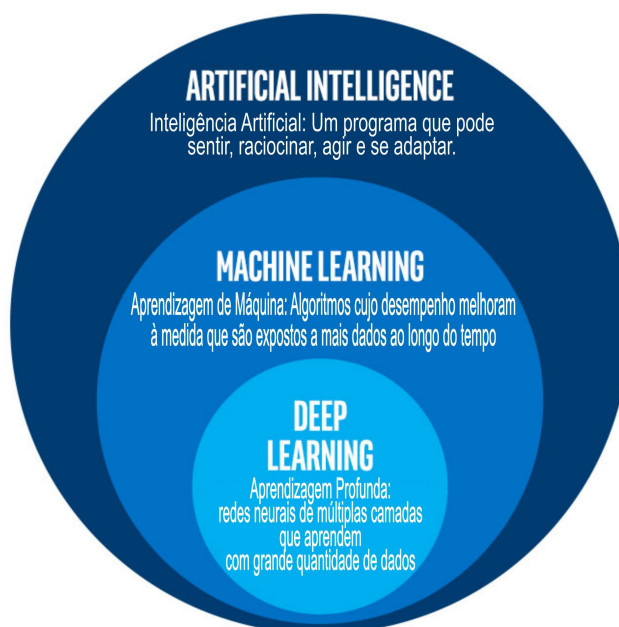 ARTIFICIAL INTELLIGENCE
Inteligência Artificial: Um programa que pode
sentir, raciocinar, agir e se adaptar.
MACHINE LEARNING
Aprendizagem de Máquina: Algoritmos cujo desempenho melhoram
à medida que são expostos a mais dados ao longo do tempo
DEEP
LEARNING
Aprendizagem Profunda:
redes neurais de múltiplas camadas
que aprendem
com grande quantidade de dados